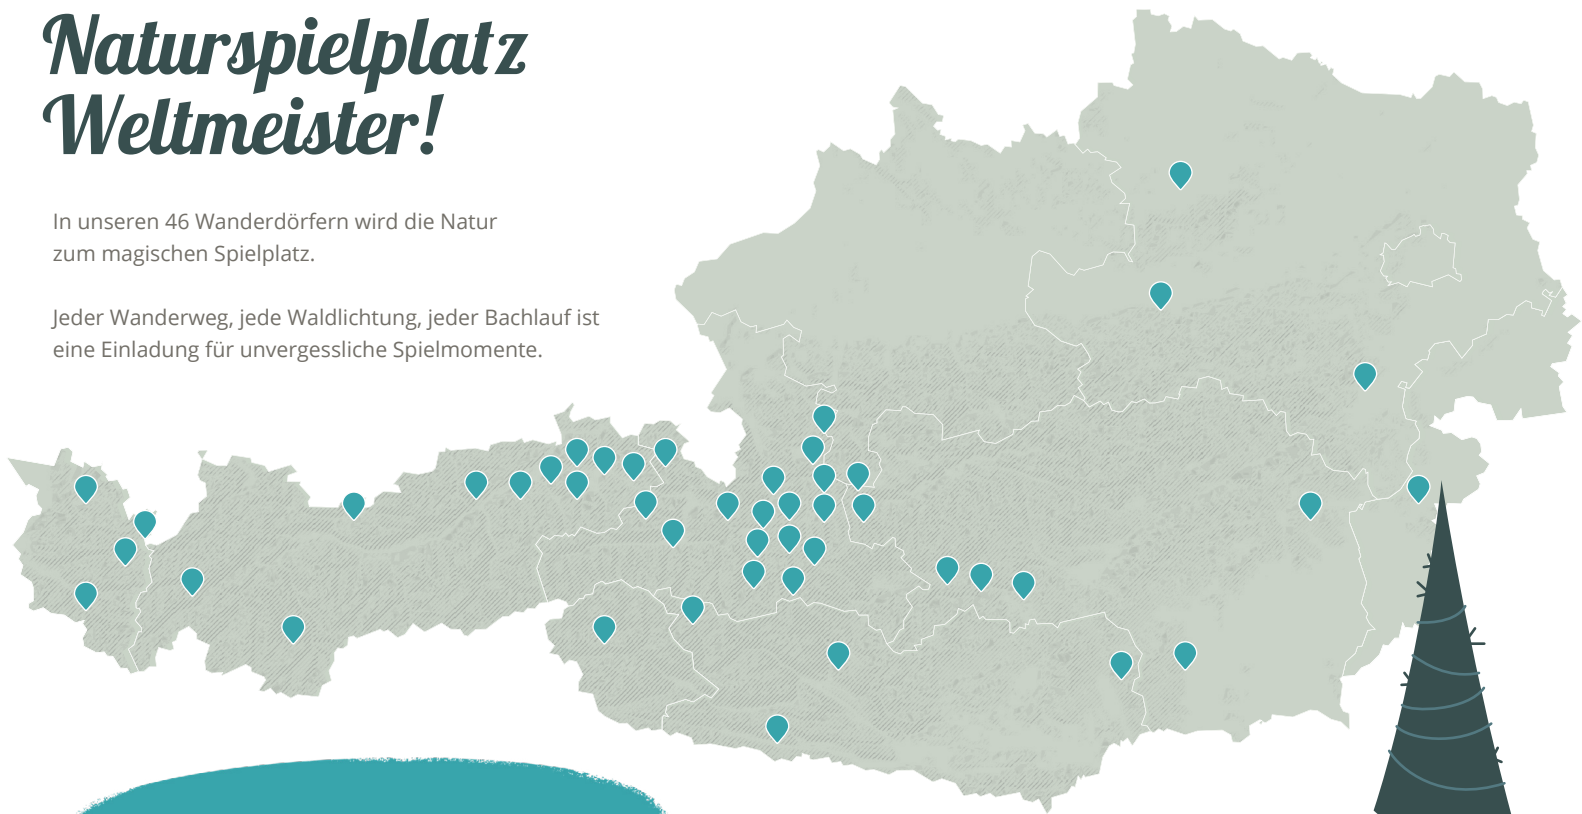 Naturspielplatz
Weltmeister!
In unseren 46 Wanderdörfern wird die Natur
zum magischen Spielplatz.
Jeder Wanderweg, jede Waldlichtung, jeder Bachlauf ist
eine Einladung für unvergessliche Spielmomente.